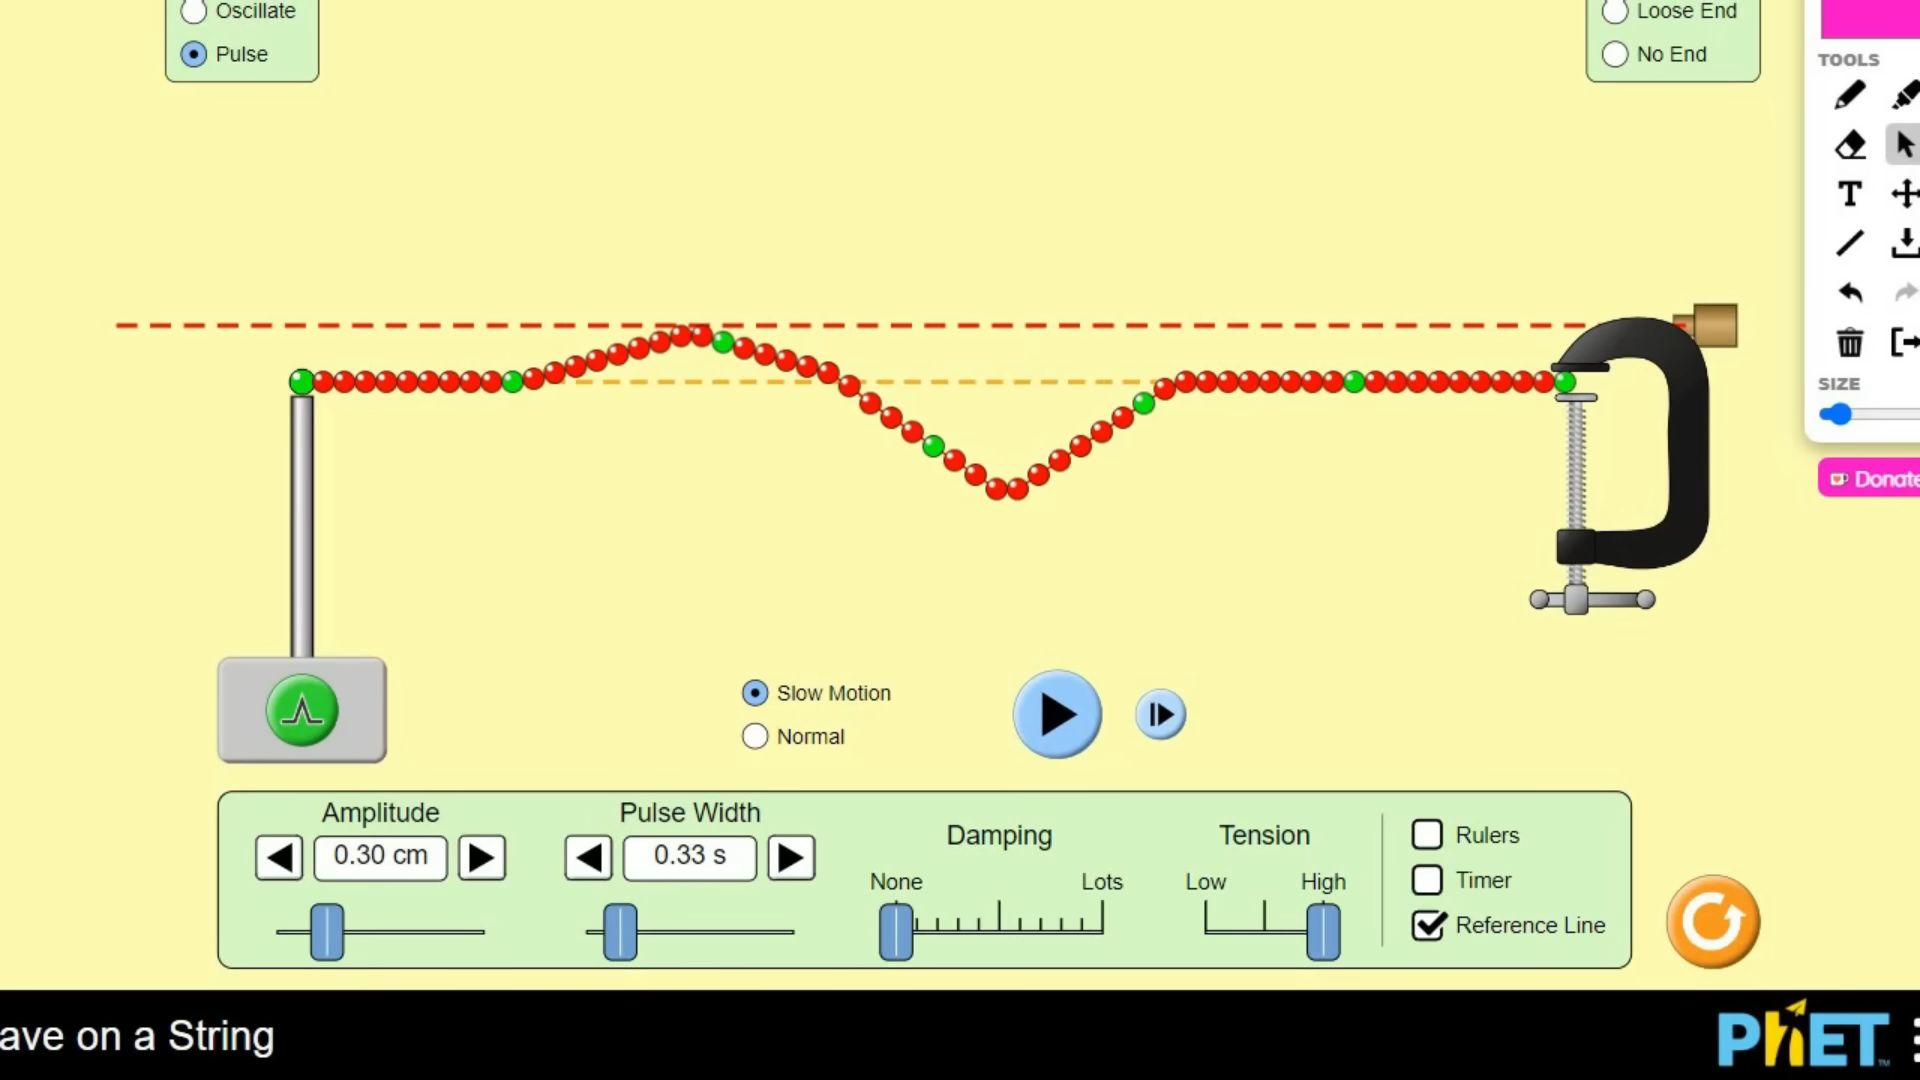 Oscillate
Pulse
Loose End
No End
TOOLS
T
SIZE
Donate
Slow Motion
Normal
Amplitude
0.30 cm
Pulse Width
0.33 s
Damping
None
Lots
Tension
Low
High
Rulers
Timer
Reference Line
ave on a String
PhET™